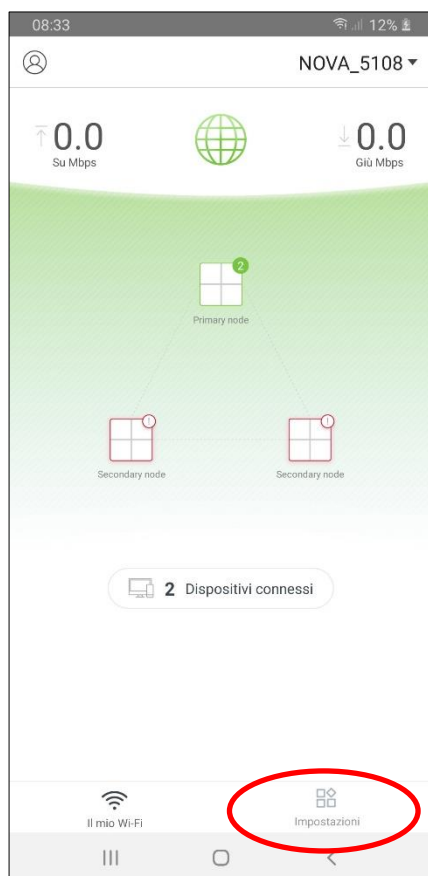 08:33 12%
NOVA_5108
0.0 0.0
Su Mbps Giù Mbps
2
Primary node
Secondary node Secondary node
2 Dispositivi connessi
Il mio Wi-Fi Impostazioni